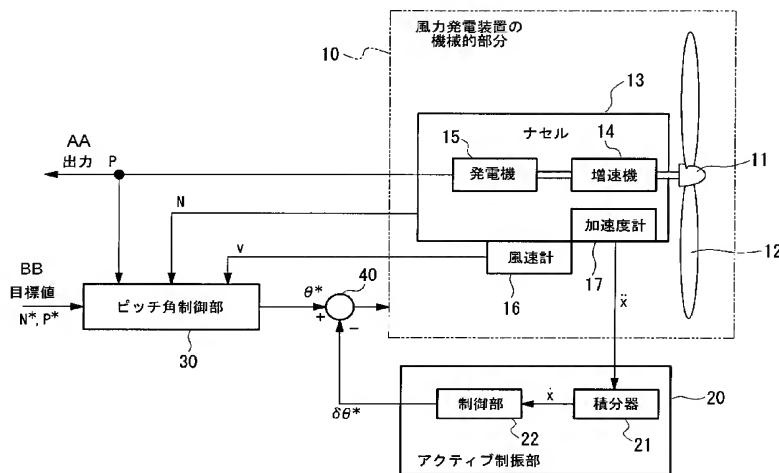 風力発電装置の
機械的部分
10
13
ナセル
15
14
発電機
増速機
11
AA
出力 P
N
加速度計
v
風速計
17
12
16
BB
目標値
N*, P*
ピッチ角制御部
30
θ*
40
+
−
ẍ
δθ*
制御部
22
ẋ
積分器
21
20
アクティブ制振部